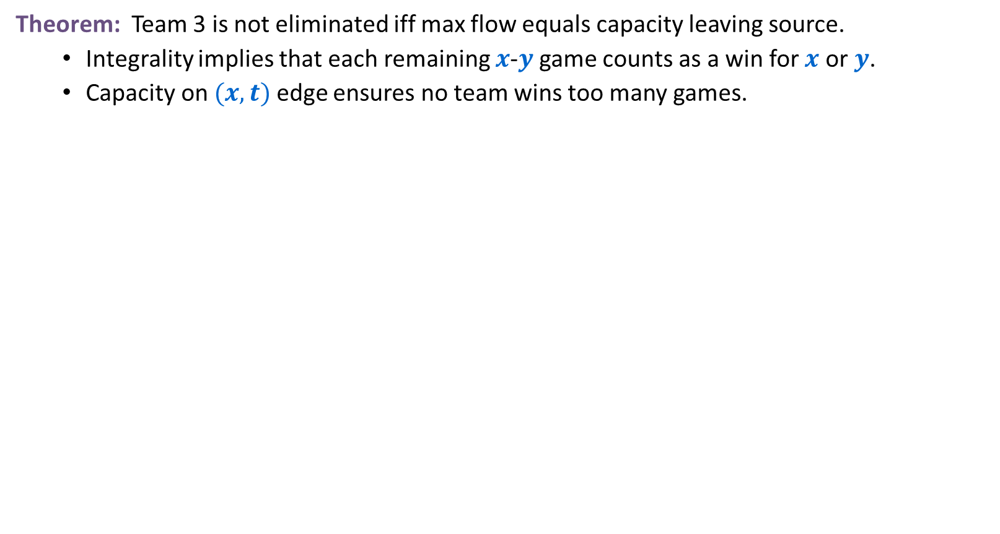 Theorem: Team 3 is not eliminated iff max flow equals capacity leaving source.
• Integrality implies that each remaining x-y game counts as a win for x or y.
• Capacity on (x, t) edge ensures no team wins too many games.